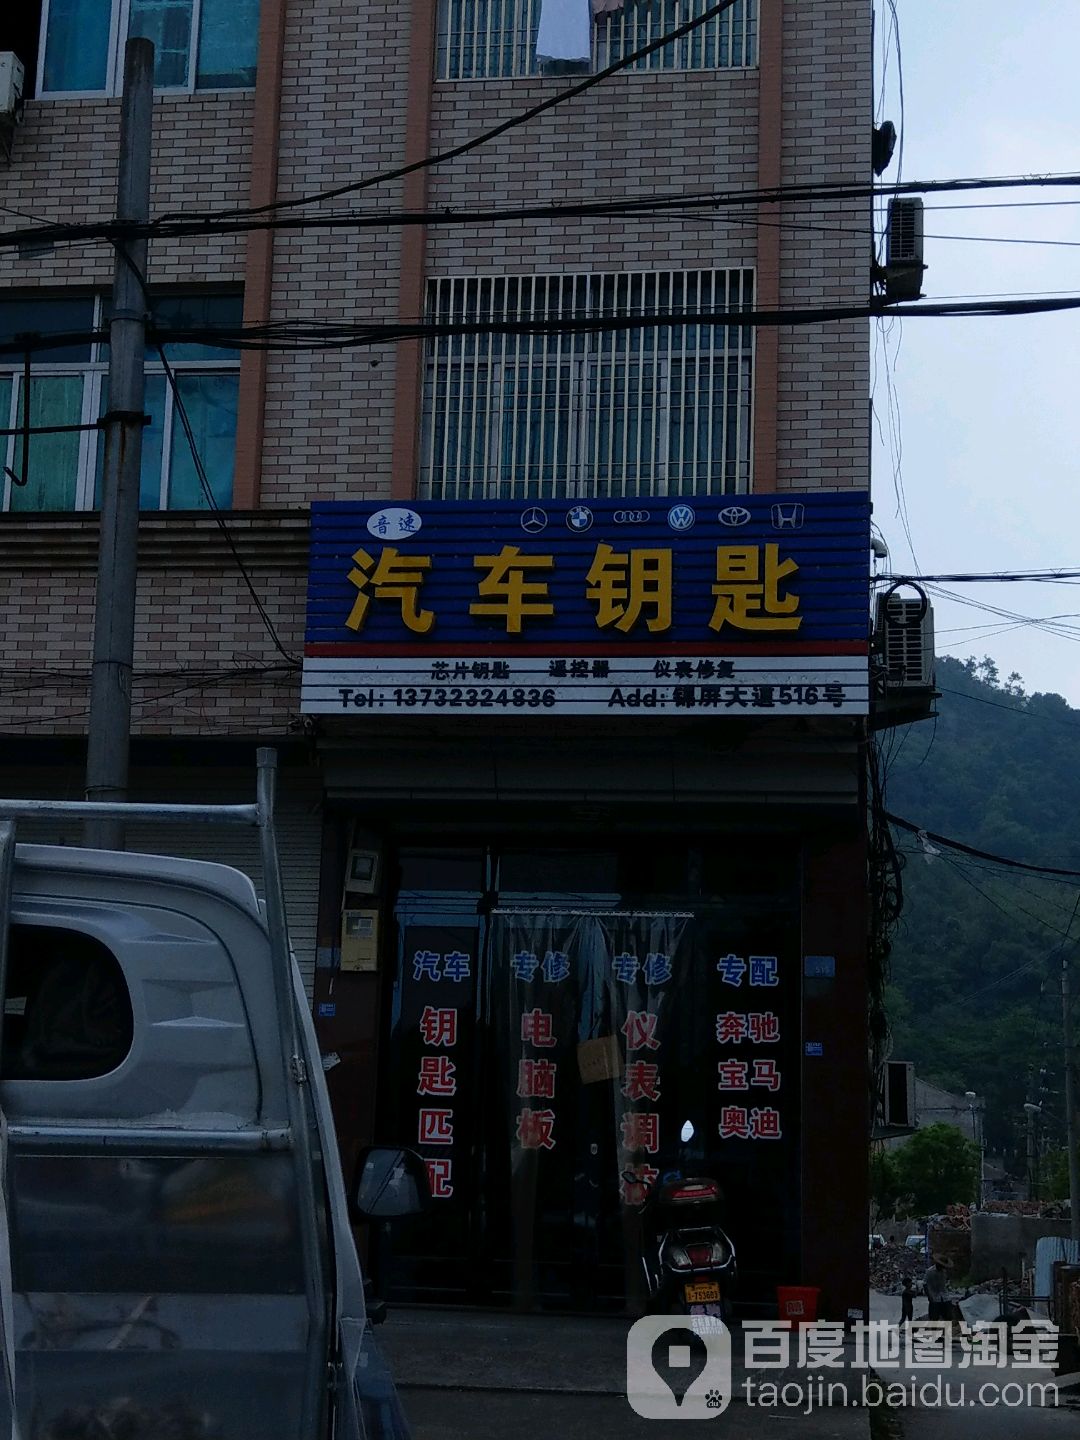 音速
汽车钥匙
芯片钥匙 遥控器 仪表修复
Tel: 13732324836 Add: 锦屏大道516号
汽车
钥匙匹配
专修
电脑板
专修
仪表调
专配
奔驰
宝马
奥迪
百度地图淘金
taojin.baidu.com